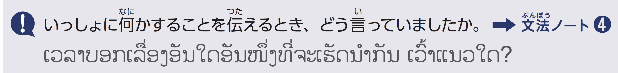 ! いっしょに何かすることを伝えるとき、どう言っていましたか。 ➡ 文法ノート❹
ເວລາບອກເລື່ອງອັນໃດອັນໜຶ່ງທີ່ຈະເຮັດນຳກັນ ເວົ້າແນວໃດ?